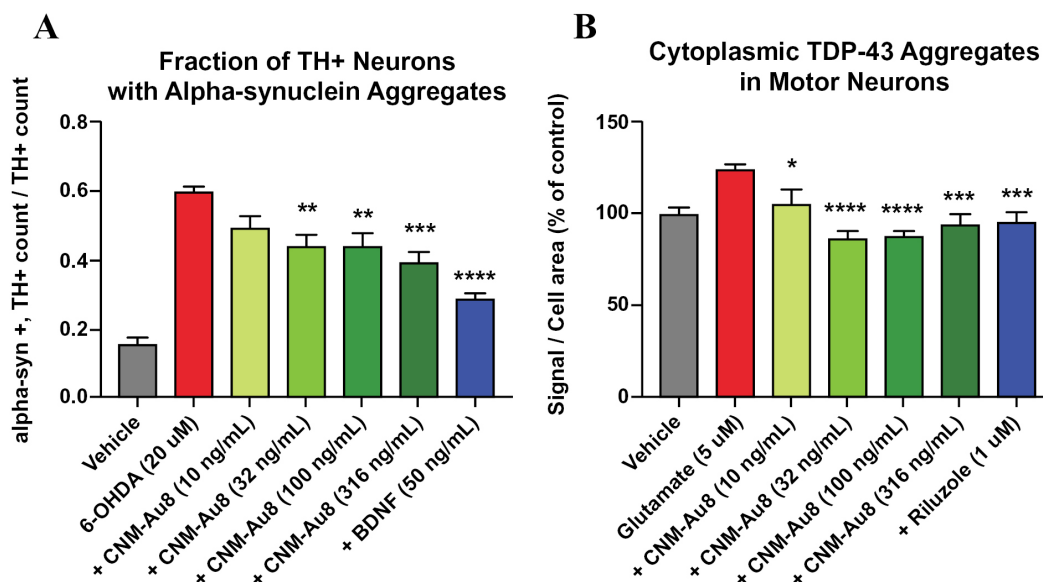 A
Fraction of TH+ Neurons
with Alpha-synuclein Aggregates
alpha-syn +, TH+ count / TH+ count
0.8
0.6
0.4
0.2
0.0
**
**
***
****
Vehicle
6-OHDA (20 uM)
+ CNM-Au8 (10 ng/mL)
+ CNM-Au8 (32 ng/mL)
+ CNM-Au8 (100 ng/mL)
+ CNM-Au8 (316 ng/mL)
+ BDNF (50 ng/mL)
B
Cytoplasmic TDP-43 Aggregates
in Motor Neurons
Signal / Cell area (% of control)
150
100
50
0
*
****
****
***
***
Vehicle
Glutamate (5 uM)
+ CNM-Au8 (10 ng/mL)
+ CNM-Au8 (32 ng/mL)
+ CNM-Au8 (100 ng/mL)
+ CNM-Au8 (316 ng/mL)
+ Riluzole (1 uM)